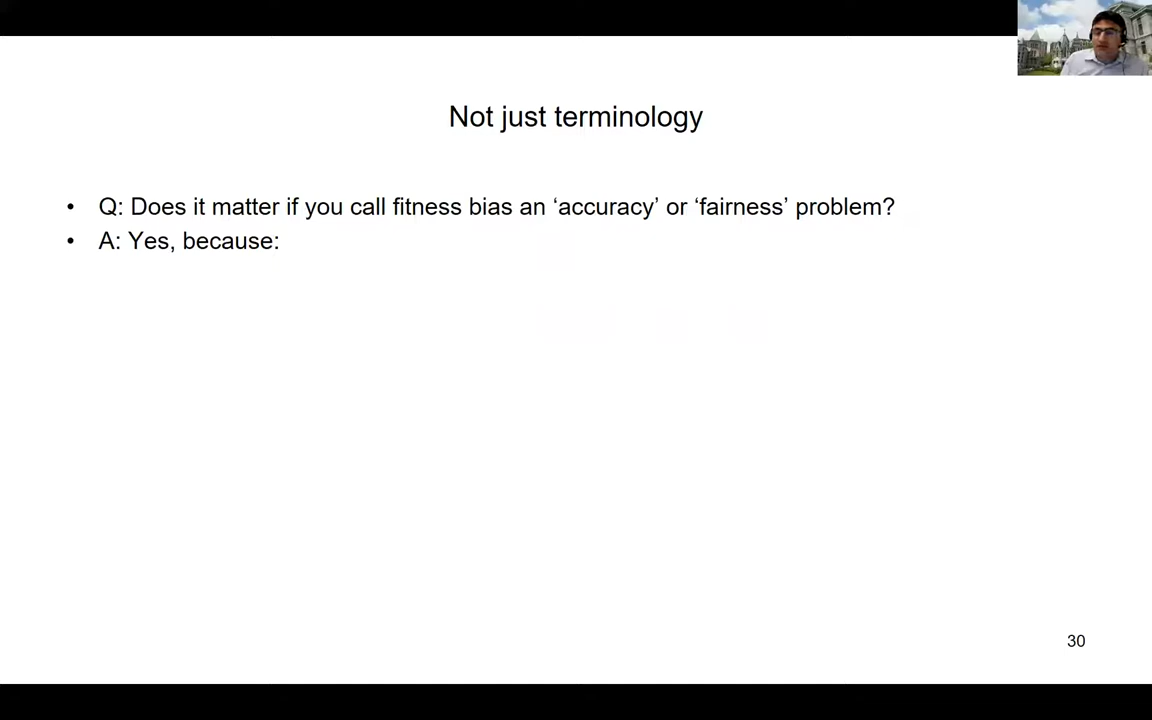 Not just terminology
• Q: Does it matter if you call fitness bias an ‘accuracy’ or ‘fairness’ problem?
• A: Yes, because:
30